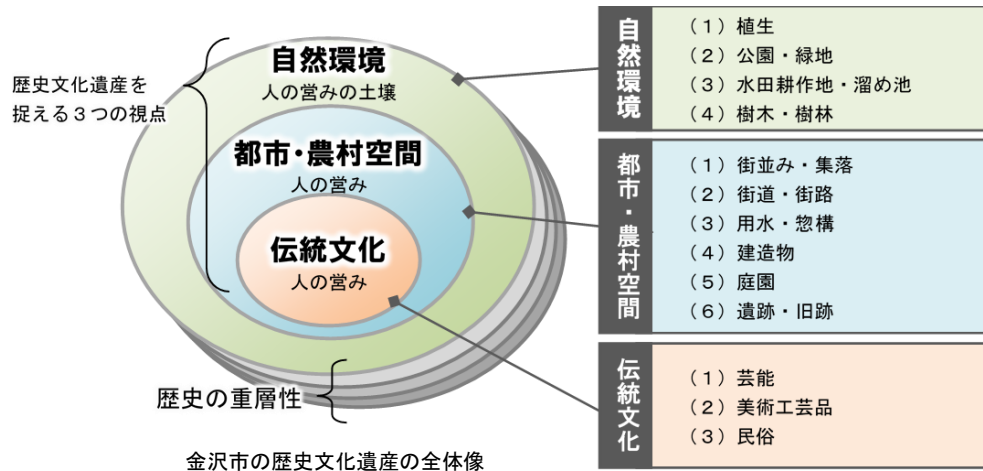 歴史文化遺産を
捉える３つの視点
自然環境
人の営みの土壌
都市・農村空間
人の営み
伝統文化
人の営み
歴史の重層性
金沢市の歴史文化遺産の全体像
自然環境
（１）植生
（２）公園・緑地
（３）水田耕作地・溜め池
（４）樹木・樹林
都市・農村空間
（１）街並み・集落
（２）街道・街路
（３）用水・惣構
（４）建造物
（５）庭園
（６）遺跡・旧跡
伝統文化
（１）芸能
（２）美術工芸品
（３）民俗